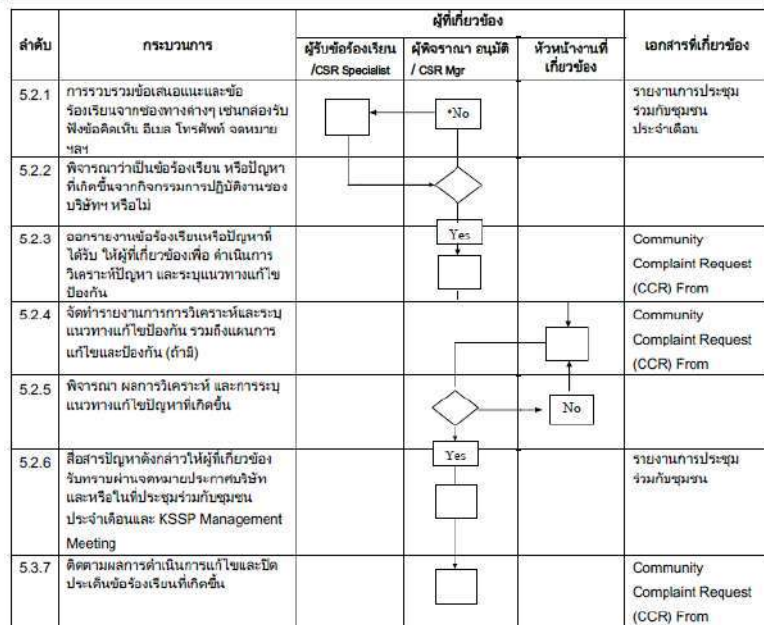 ผู้ที่เกี่ยวข้อง
ลำดับ
กระบวนการ
ผู้รับข้อร้องเรียน
/CSR Specialist
ผู้พิจราณา อนุมัติ
/ CSR Mgr
หัวหน้างานที่
เกี่ยวข้อง
เอกสารที่เกี่ยวข้อง
5.2.1
การรวบรวมข้อเสนอแนะและข้อ
ร้องเรียนจากช่องทางต่างๆ เช่นกล่องรับ
ฟังข้อคิดเห็น อีเมล โทรศัพท์ จดหมาย
ฯลฯ
*No
รายงานการประชุม
ร่วมกับชุมชน
ประจำเดือน
5.2.2
พิจารณาว่าเป็นข้อร้องเรียน หรือปัญหา
ที่เกิดขึ้นจากกิจกรรมการปฏิบัติงานของ
บริษัทฯ หรือไม่
5.2.3
ออกรายงานข้อร้องเรียนหรือปัญหาที่
ได้รับ ให้ผู้ที่เกี่ยวข้องเพื่อ ดำเนินการ
วิเคราะห์ปัญหา และระบุแนวทางแก้ไข
ป้องกัน
Yes
Community
Complaint Request
(CCR) From
5.2.4
จัดทำรายงานการการวิเคราะห์และระบุ
แนวทางแก้ไขป้องกัน รวมถึงแผนการ
แก้ไขและป้องกัน (ถ้ามี)
Community
Complaint Request
(CCR) From
5.2.5
พิจารณา ผลการวิเคราะห์ และการระบุ
แนวทางแก้ไขปัญหาที่เกิดขึ้น
No
5.2.6
สื่อสารปัญหาดังกล่าวให้ผู้ที่เกี่ยวข้อง
รับทราบผ่านจดหมายประกาศบริษัท
และหรือในที่ประชุมร่วมกับชุมชน
ประจำเดือนและ KSSP Management
Meeting
Yes
รายงานการประชุม
ร่วมกับชุมชน
5.3.7
ติดตามผลการดำเนินการแก้ไขและปิด
ประเด็นข้อร้องเรียนที่เกิดขึ้น
Community
Complaint Request
(CCR) From